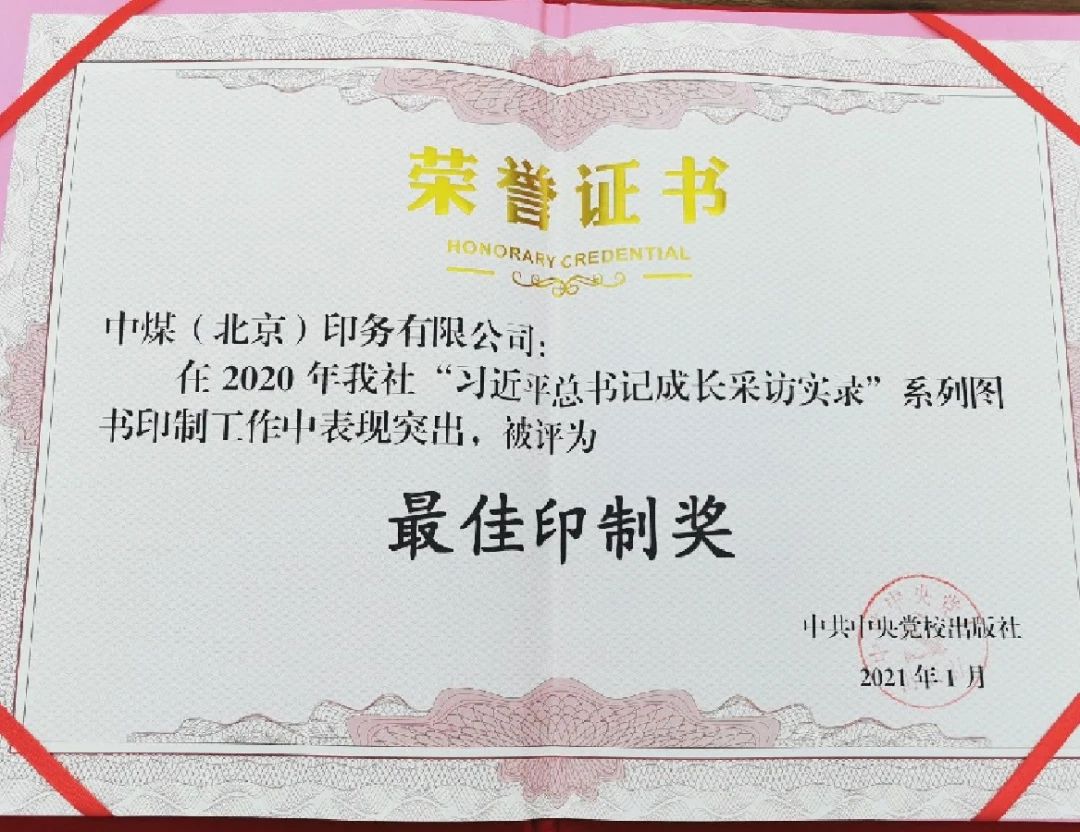 荣誉证书
HONORARY CREDENTIAL
中煤（北京）印务有限公司：
在 2020 年我社“习近平总书记成长采访实录”系列图
书印制工作中表现突出，被评为
最佳印制奖
中共中央党校出版社
2021 年 1 月